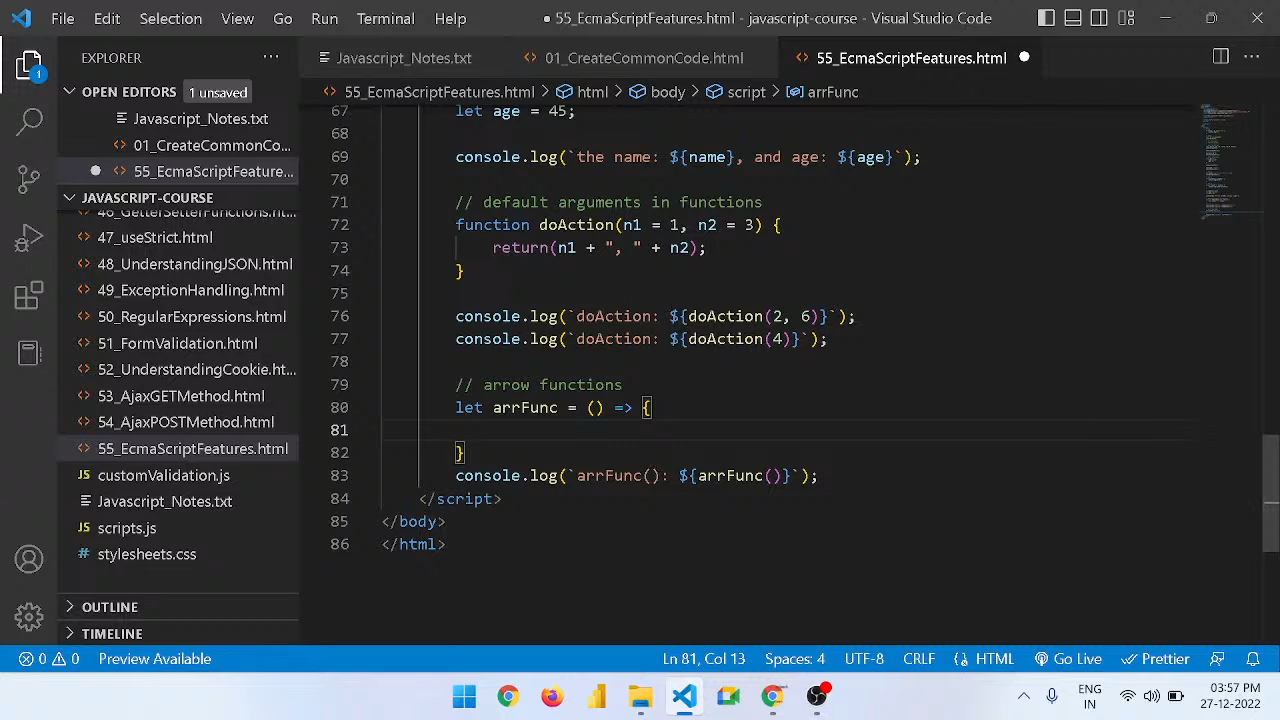 File Edit Selection View Go Run Terminal Help
55_EcmaScriptFeatures.html - javascript-course - Visual Studio Code
EXPLORER
Javascript_Notes.txt
01_CreateCommonCode.html
55_EcmaScriptFeatures.html
1
OPEN EDITORS 1 unsaved
Javascript_Notes.txt
01_CreateCommonCo...
55_EcmaScriptFeature...
JAVASCRIPT-COURSE
47_useStrict.html
48_UnderstandingJSON.html
49_ExceptionHandling.html
50_RegularExpressions.html
51_FormValidation.html
52_UnderstandingCookie.ht...
53_AjaxGETMethod.html
54_AjaxPOSTMethod.html
55_EcmaScriptFeatures.html
customValidation.js
Javascript_Notes.txt
scripts.js
stylesheets.css
OUTLINE
TIMELINE
55_EcmaScriptFeatures.html > html > body > script > arrFunc
67 let age = 45;
68
69 console.log(`the name: ${name}, and age: ${age}`);
70
71 // default arguments in functions
72 function doAction(n1 = 1, n2 = 3) {
73 return(n1 + ", " + n2);
74 }
75
76 console.log(`doAction: ${doAction(2, 6)}`);
77 console.log(`doAction: ${doAction(4)}`);
78
79 // arrow functions
80 let arrFunc = () => {
81
82 }
83 console.log(`arrFunc(): ${arrFunc()}`);
84 </script>
85 </body>
86 </html>
0 0 Preview Available
Ln 81, Col 13 Spaces: 4 UTF-8 CRLF HTML Go Live Prettier
ENG
IN
03:57 PM
27-12-2022